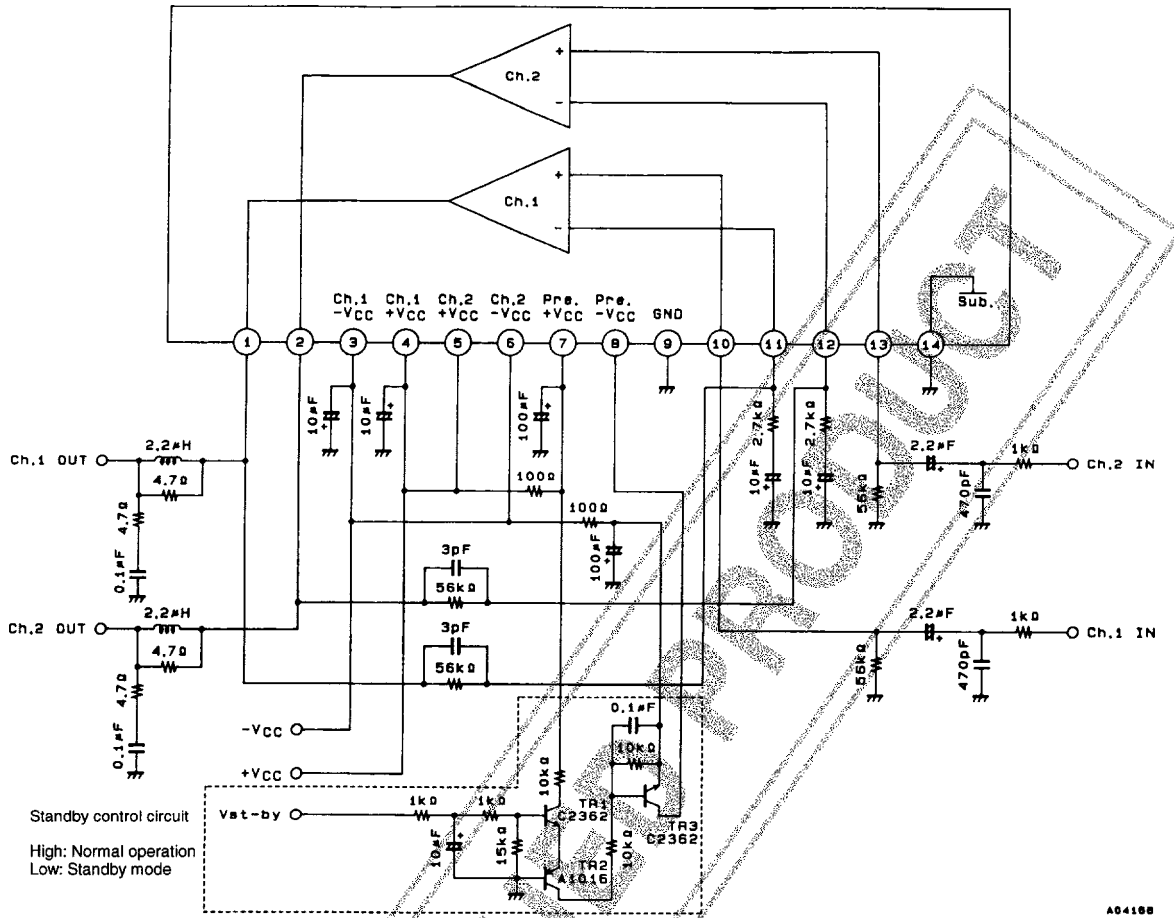 Ch.2
+
−
Ch.1
+
−
Sub.
Ch.1 -VCC
Ch.1 +VCC
Ch.2 +VCC
Ch.2 -VCC
Pre. +VCC
Pre. -VCC
GND
1 2 3 4 5 6 7 8 9 10 11 12 13 14
10µF
10µF
100µF
2.7kΩ
2.7kΩ
10µF
10µF
Ch.1 OUT
2.2µH
4.7Ω
4.7Ω
0.1µF
100Ω
100Ω
100µF
56kΩ
2.2µF
470pF
1kΩ
Ch.2 IN
3pF
56kΩ
Ch.2 OUT
2.2µH
4.7Ω
4.7Ω
0.1µF
3pF
56kΩ
56kΩ
2.2µF
470pF
1kΩ
Ch.1 IN
-VCC
+VCC
0.1µF
10kΩ
10kΩ
Standby control circuit
High: Normal operation
Low: Standby mode
Vst-by
1kΩ
1kΩ
10µF
15kΩ
TR1
C2362
TR2
A1016
10kΩ
TR3
C2362
ED PRODUCT
A04168